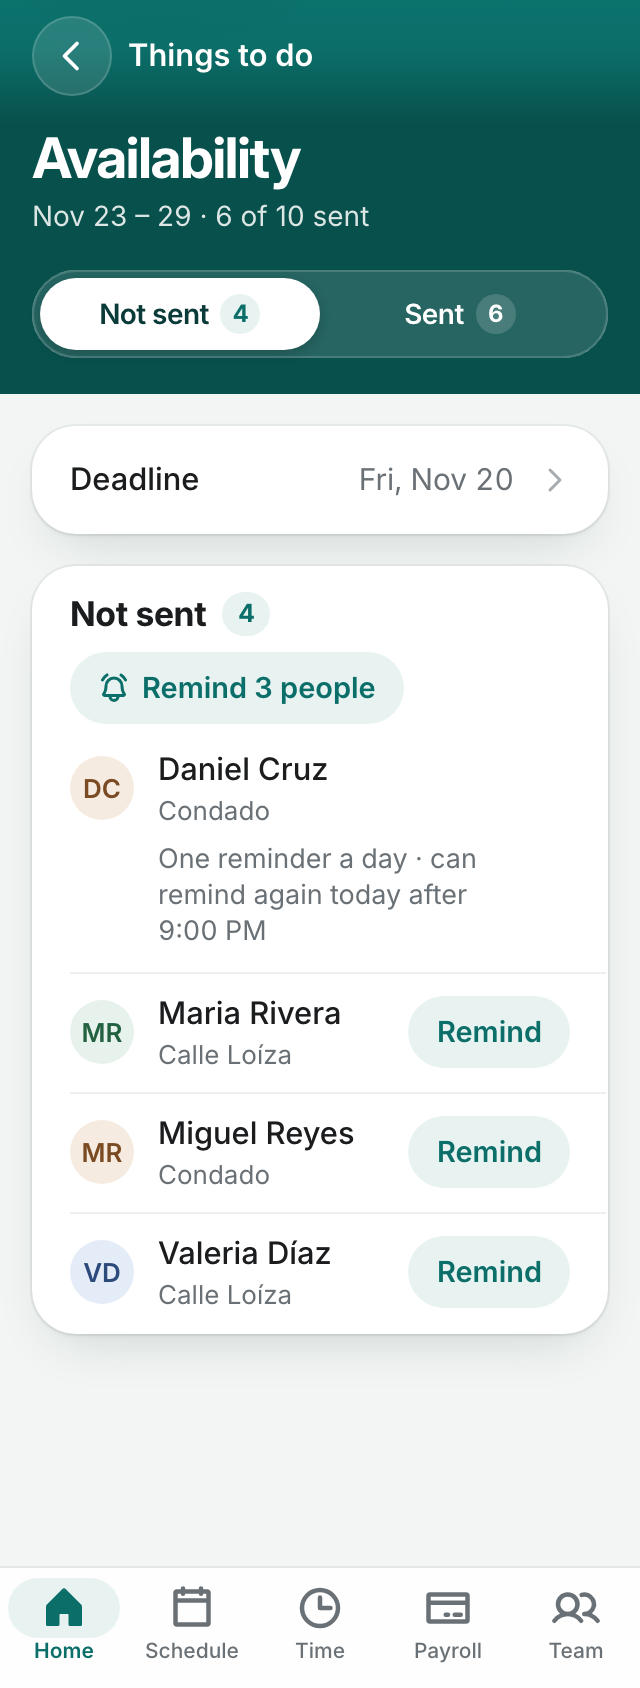 Things to do
Availability
Nov 23 – 29 · 6 of 10 sent
Not sent 4
Sent 6
Deadline
Fri, Nov 20
Not sent 4
Remind 3 people
DC
Daniel Cruz
Condado
One reminder a day · can
remind again today after
9:00 PM
MR
Maria Rivera
Calle Loíza
Remind
MR
Miguel Reyes
Condado
Remind
VD
Valeria Díaz
Calle Loíza
Remind
Home
Schedule
Time
Payroll
Team